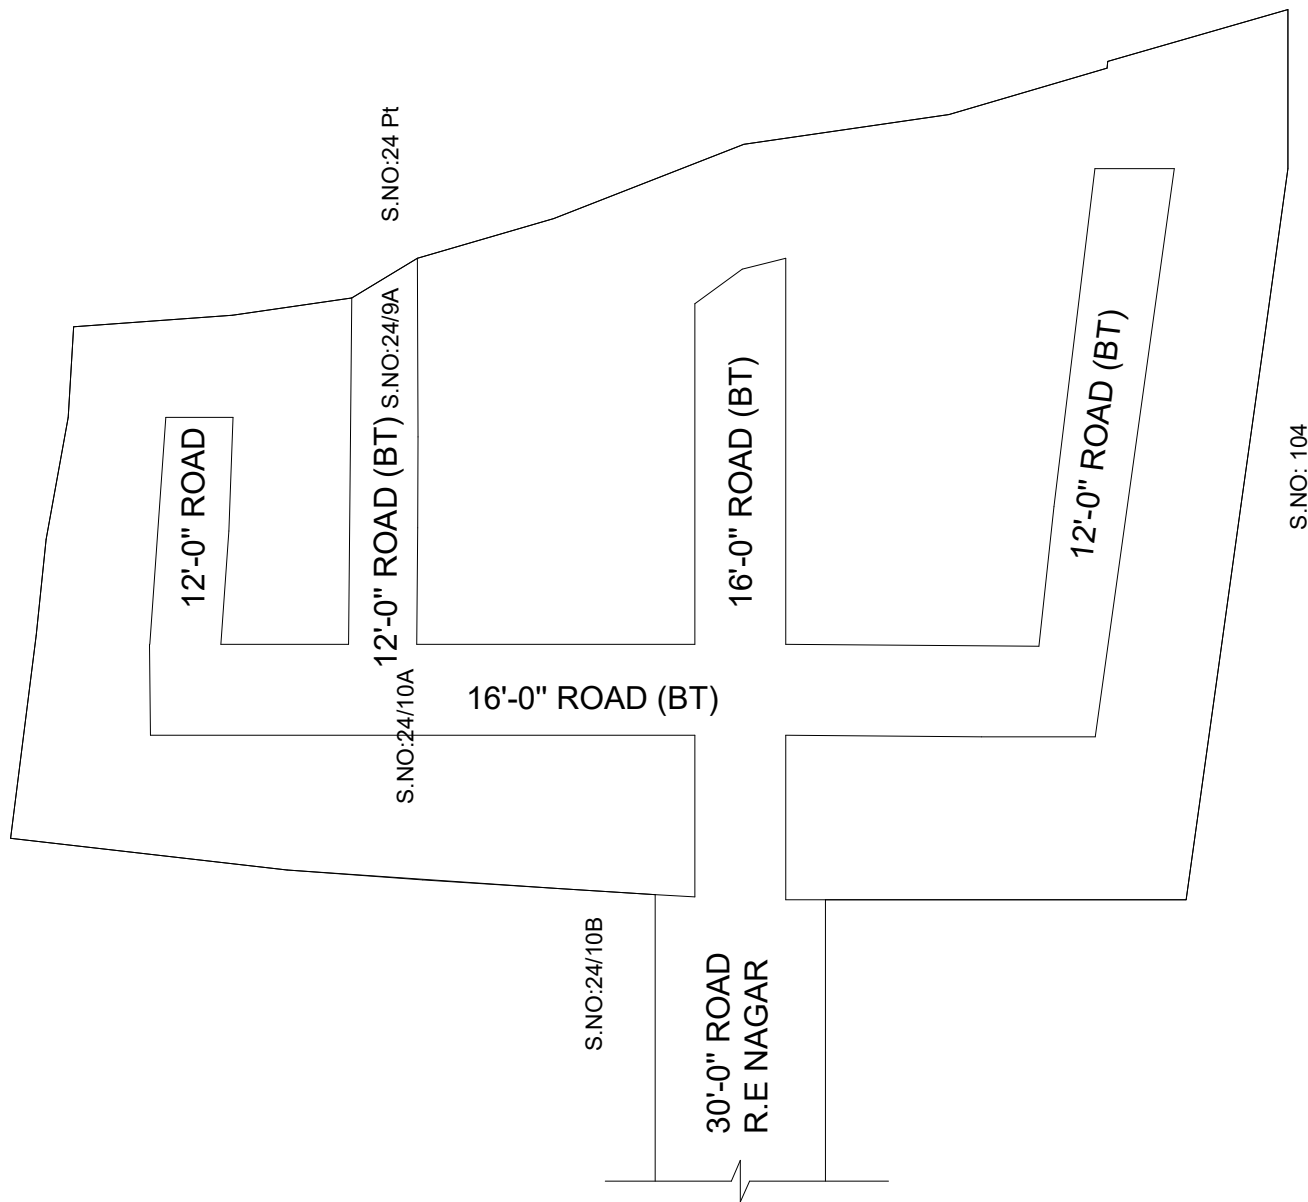 S.NO:24 Pt
S.NO:24/9A
12'-0" ROAD
12'-0" ROAD (BT)
16'-0" ROAD (BT)
12'-0" ROAD (BT)
S.NO: 104
16'-0" ROAD (BT)
S.NO:24/10A
S.NO:24/10B
30'-0" ROAD
R.E NAGAR